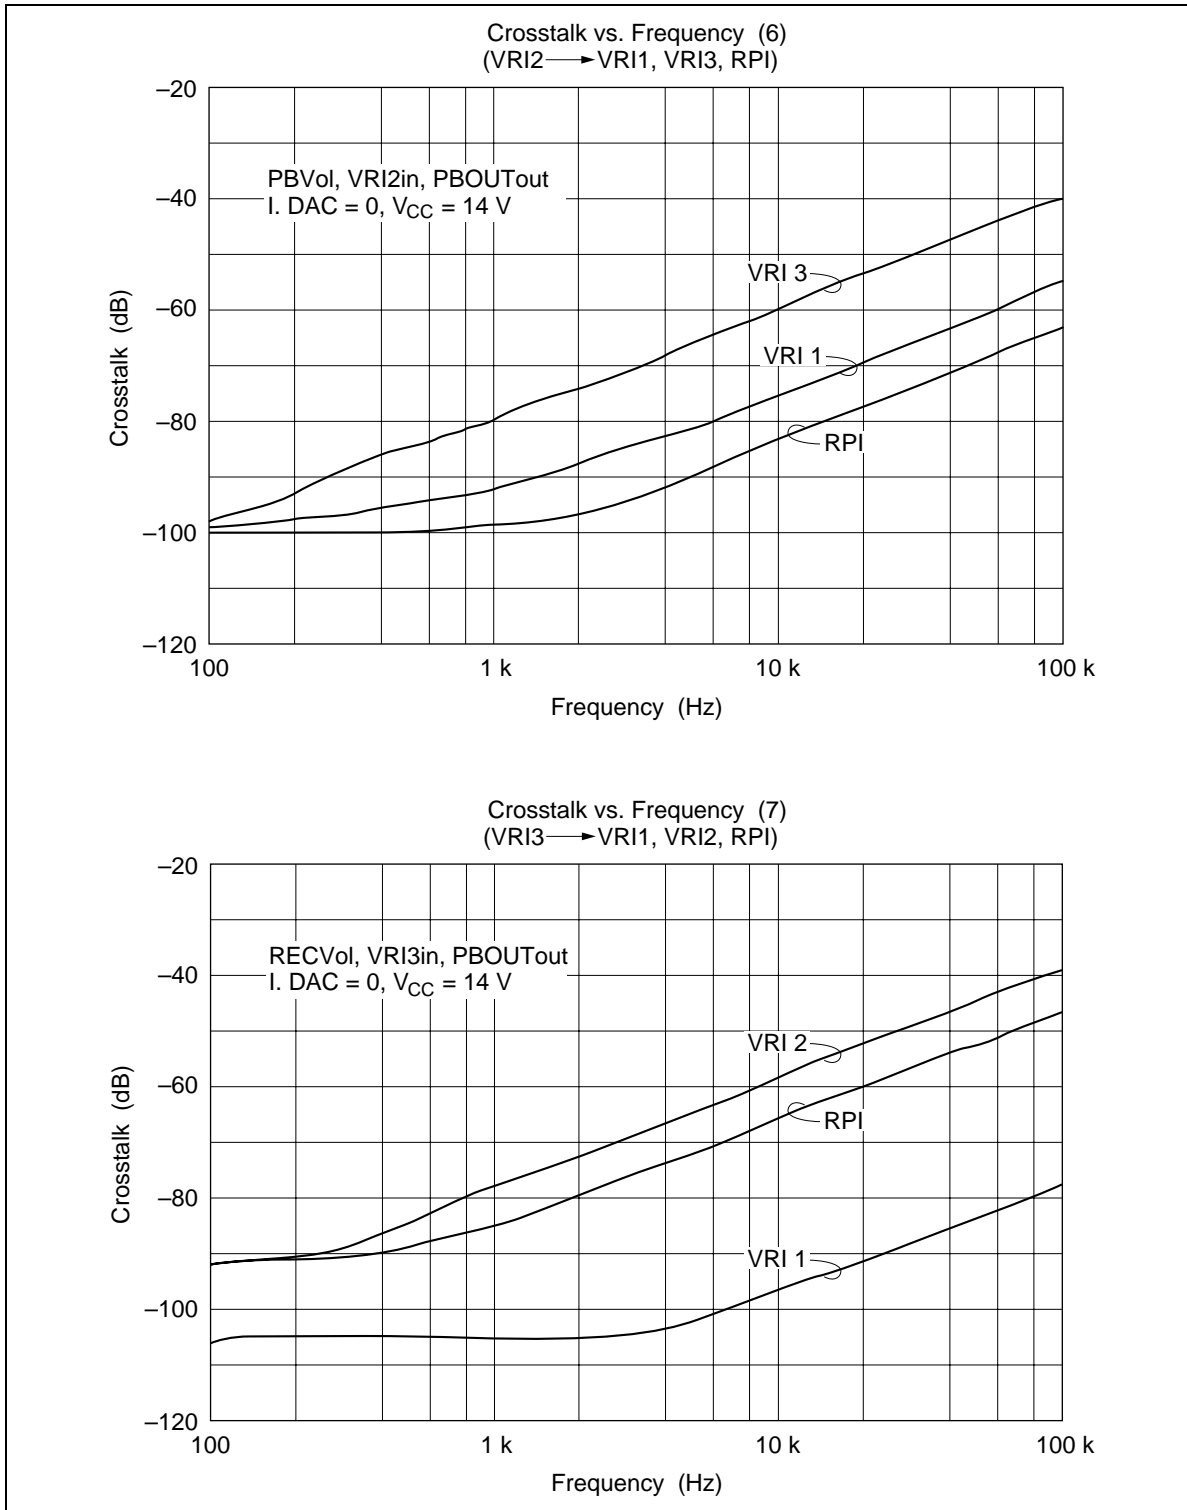 Crosstalk vs. Frequency (6)
(VRI2→VRI1, VRI3, RPI)
–20
–40
–60
–80
–100
–120
Crosstalk (dB)
PBVol, VRI2in, PBOUTout
I. DAC = 0, VCC = 14 V
VRI 3
VRI 1
RPI
100
1 k
10 k
100 k
Frequency (Hz)
Crosstalk vs. Frequency (7)
(VRI3→VRI1, VRI2, RPI)
–20
–40
–60
–80
–100
–120
Crosstalk (dB)
RECVol, VRI3in, PBOUTout
I. DAC = 0, VCC = 14 V
VRI 2
RPI
VRI 1
100
1 k
10 k
100 k
Frequency (Hz)